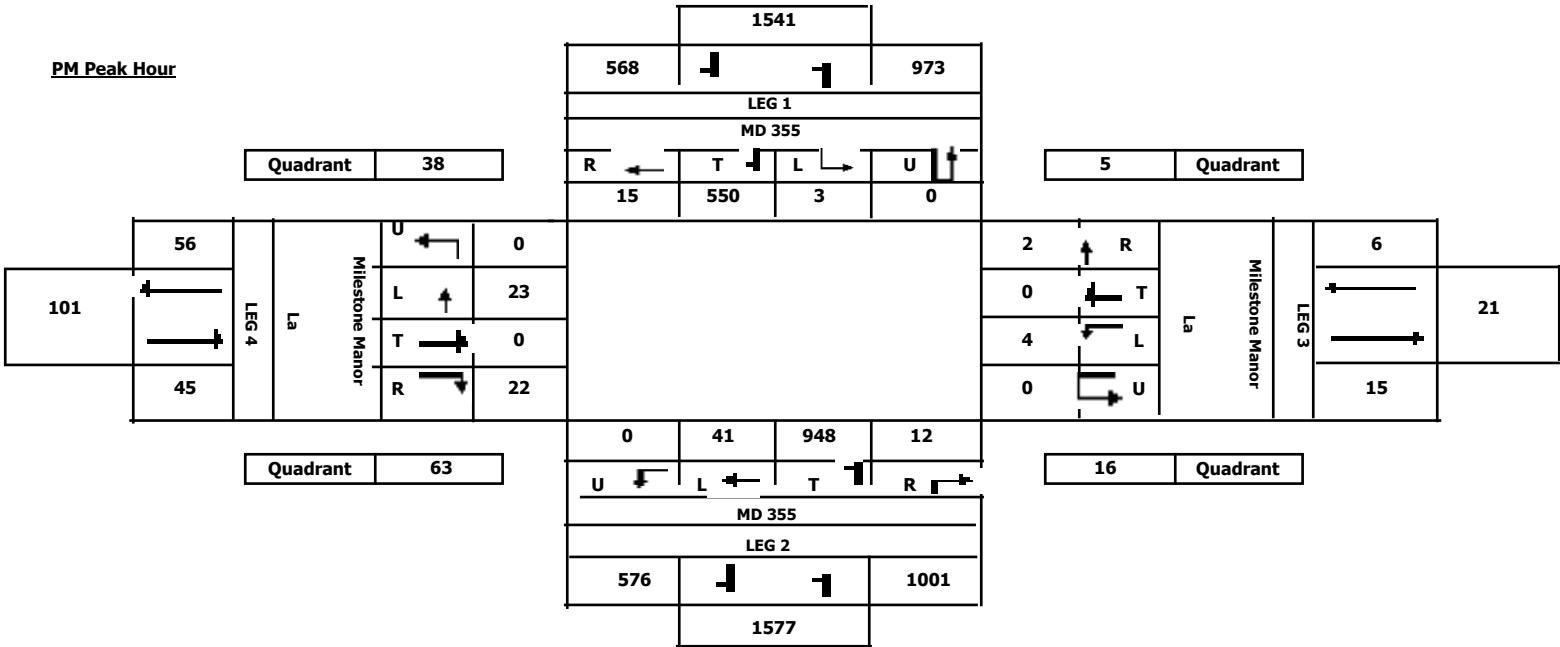 1541
PM Peak Hour
568 973
LEG 1
MD 355
Quadrant 38
R T L U
5 Quadrant
15 550 3 0
56
U 0
2 R
6
101
LEG 4
La
Milestone Manor
L 23
0 T
La
Milestone Manor
LEG 3
21
T 0
4 L
45
R 22
0 U
15
0 41 948 12
Quadrant 63
U L T R
16 Quadrant
MD 355
LEG 2
576 1001
1577